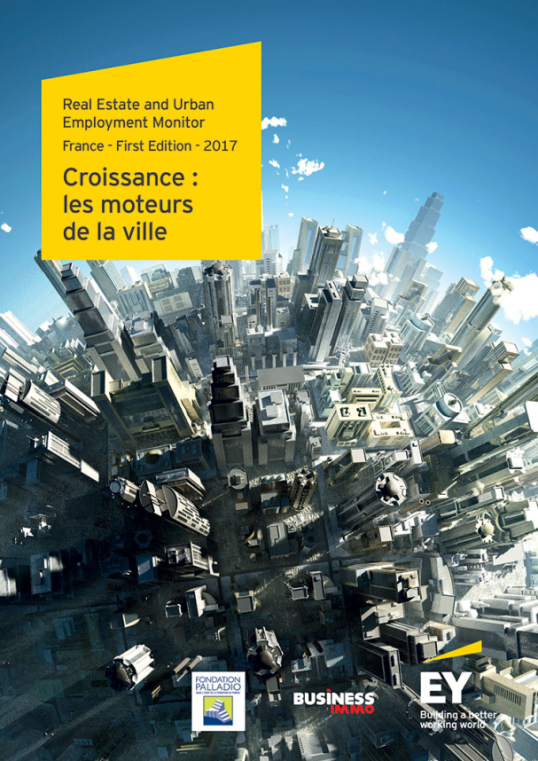 Real Estate and Urban
Employment Monitor
France - First Edition - 2017
Croissance :
les moteurs
de la ville
FONDATION
PALLADIO
BUSINESS
IMMO
EY
Building a better
working world